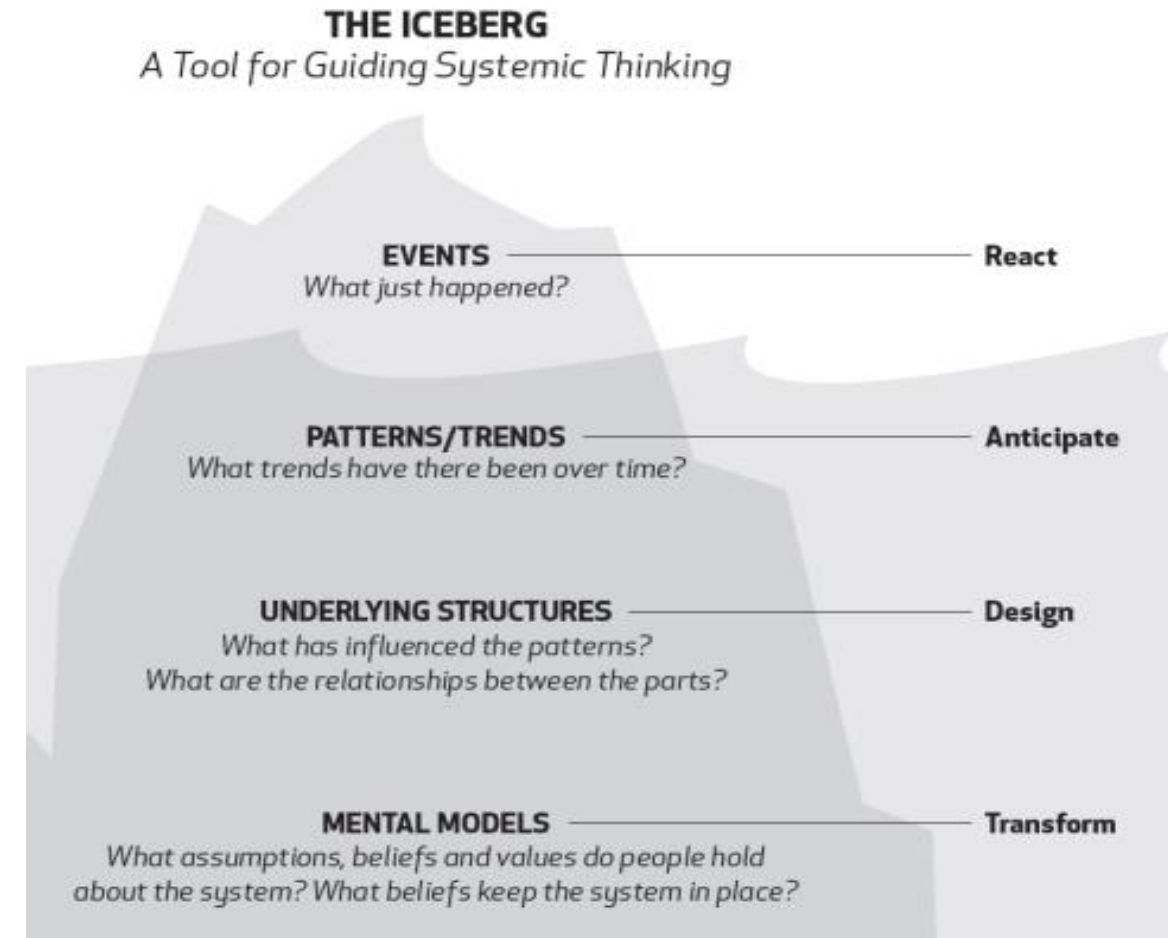 THE ICEBERG
A Tool for Guiding Systemic Thinking
EVENTS
React
What just happened?
PATTERNS/TRENDS
Anticipate
What trends have there been over time?
UNDERLYING STRUCTURES
Design
What has influenced the patterns?
What are the relationships between the parts?
MENTAL MODELS
Transform
What assumptions, beliefs and values do people hold
about the system? What beliefs keep the system in place?